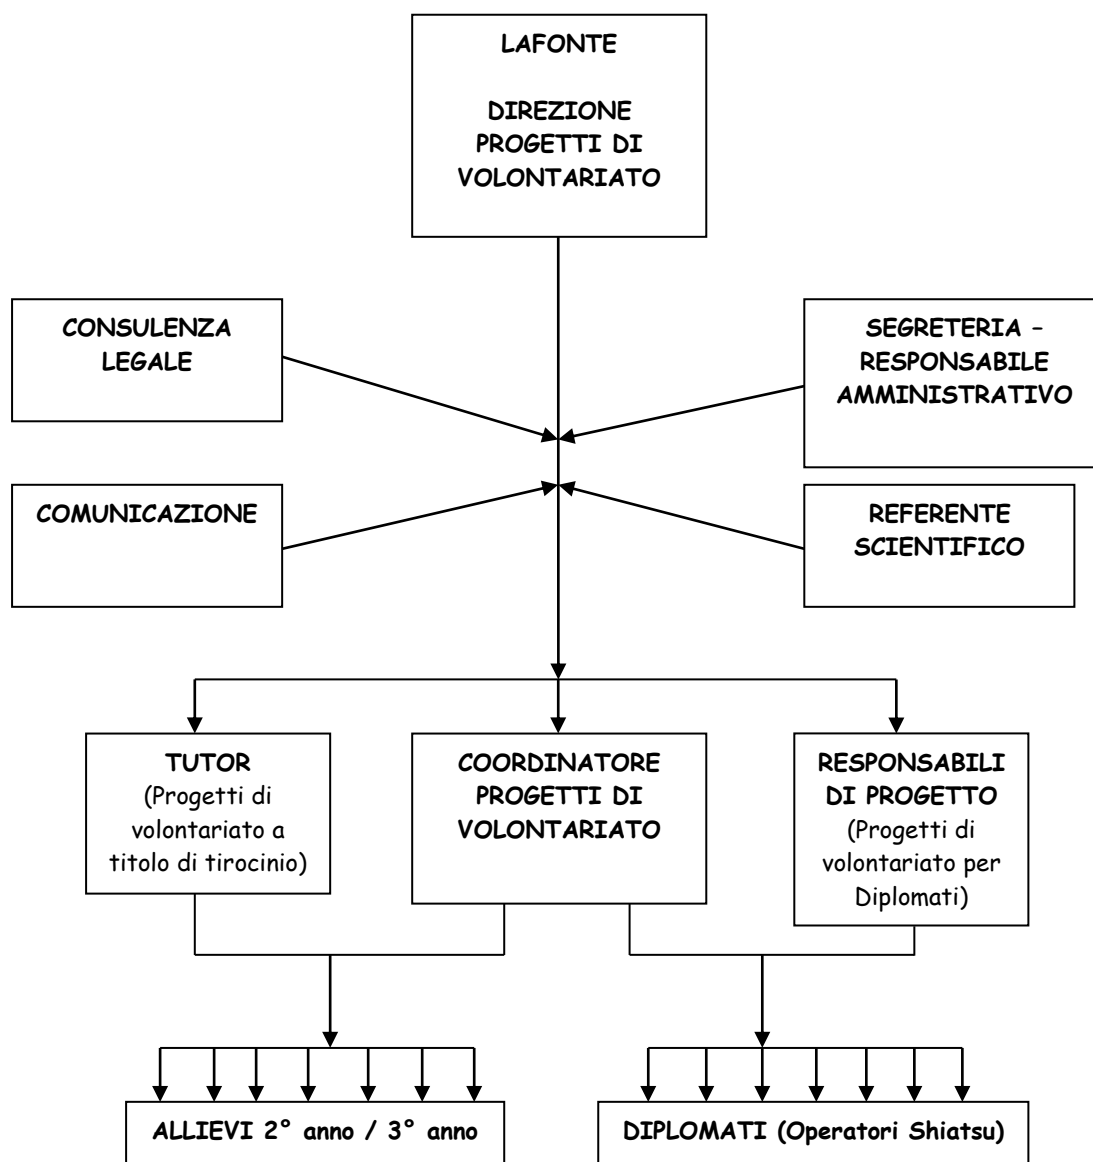 LAFONTE
DIREZIONE
PROGETTI DI
VOLONTARIATO
CONSULENZA
LEGALE
SEGRETERIA –
RESPONSABILE
AMMINISTRATIVO
COMUNICAZIONE
REFERENTE
SCIENTIFICO
TUTOR
(Progetti di
volontariato a
titolo di tirocinio)
COORDINATORE
PROGETTI DI
VOLONTARIATO
RESPONSABILI
DI PROGETTO
(Progetti di
volontariato per
Diplomati)
ALLIEVI 2° anno / 3° anno
DIPLOMATI (Operatori Shiatsu)